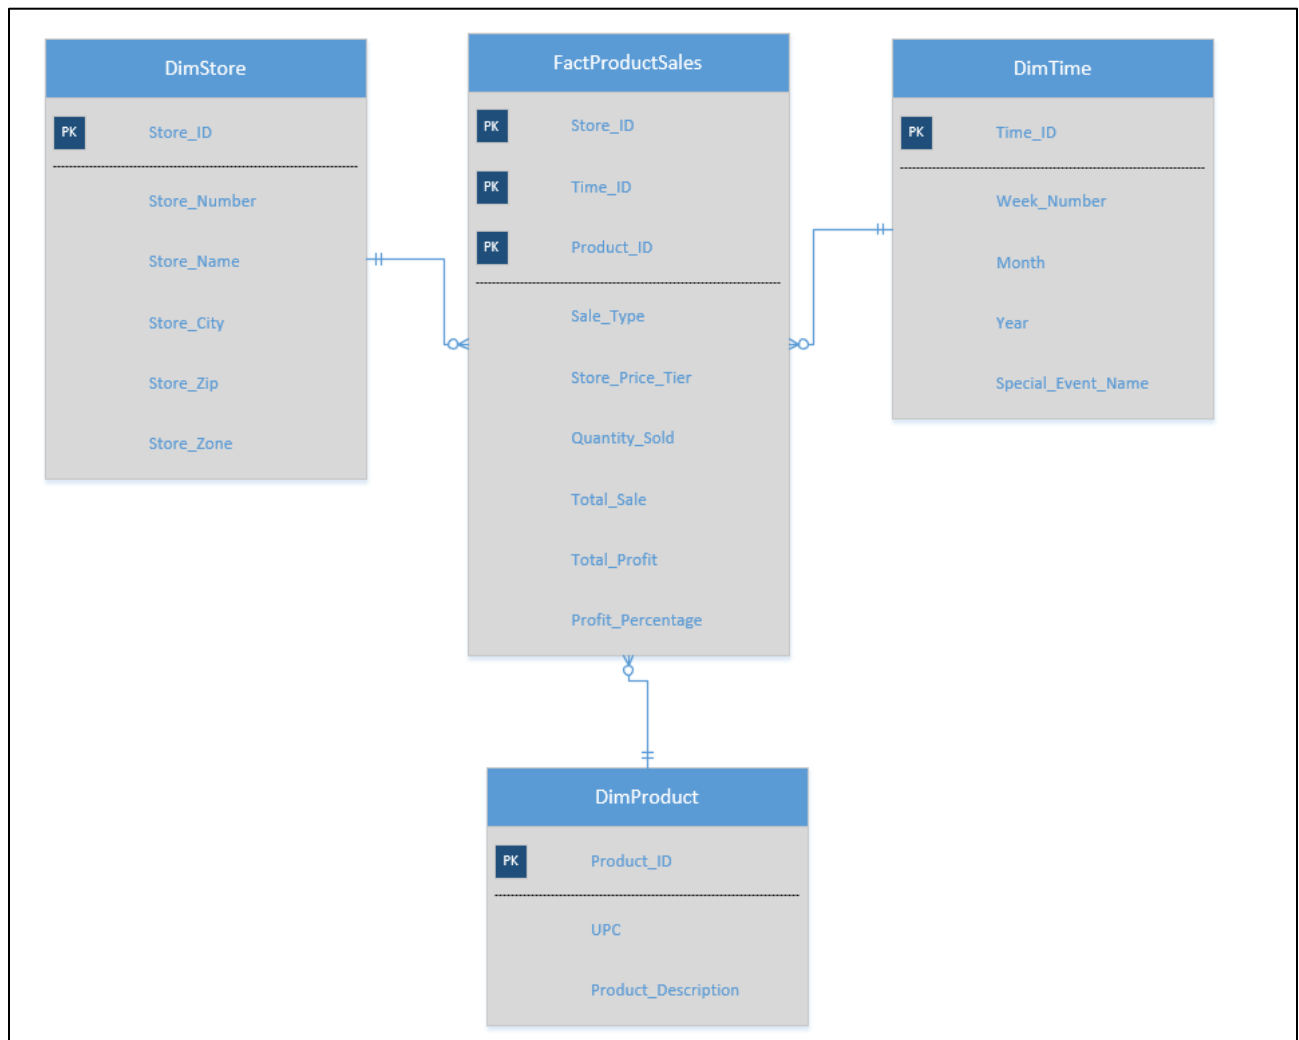 DimStore
PK Store_ID
Store_Number
Store_Name
Store_City
Store_Zip
Store_Zone
FactProductSales
PK Store_ID
PK Time_ID
PK Product_ID
Sale_Type
Store_Price_Tier
Quantity_Sold
Total_Sale
Total_Profit
Profit_Percentage
DimTime
PK Time_ID
Week_Number
Month
Year
Special_Event_Name
DimProduct
PK Product_ID
UPC
Product_Description